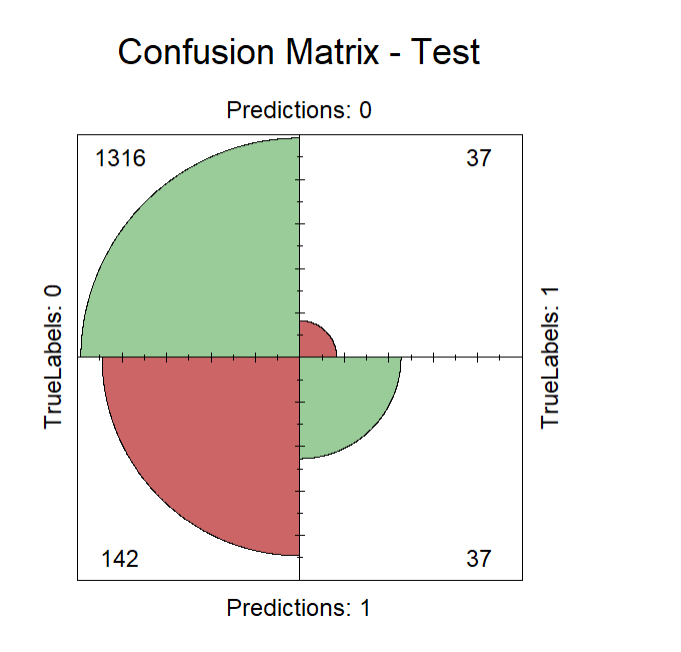 Confusion Matrix - Test
Predictions: 0
1316
37
TrueLabels: 0
TrueLabels: 1
142
37
Predictions: 1